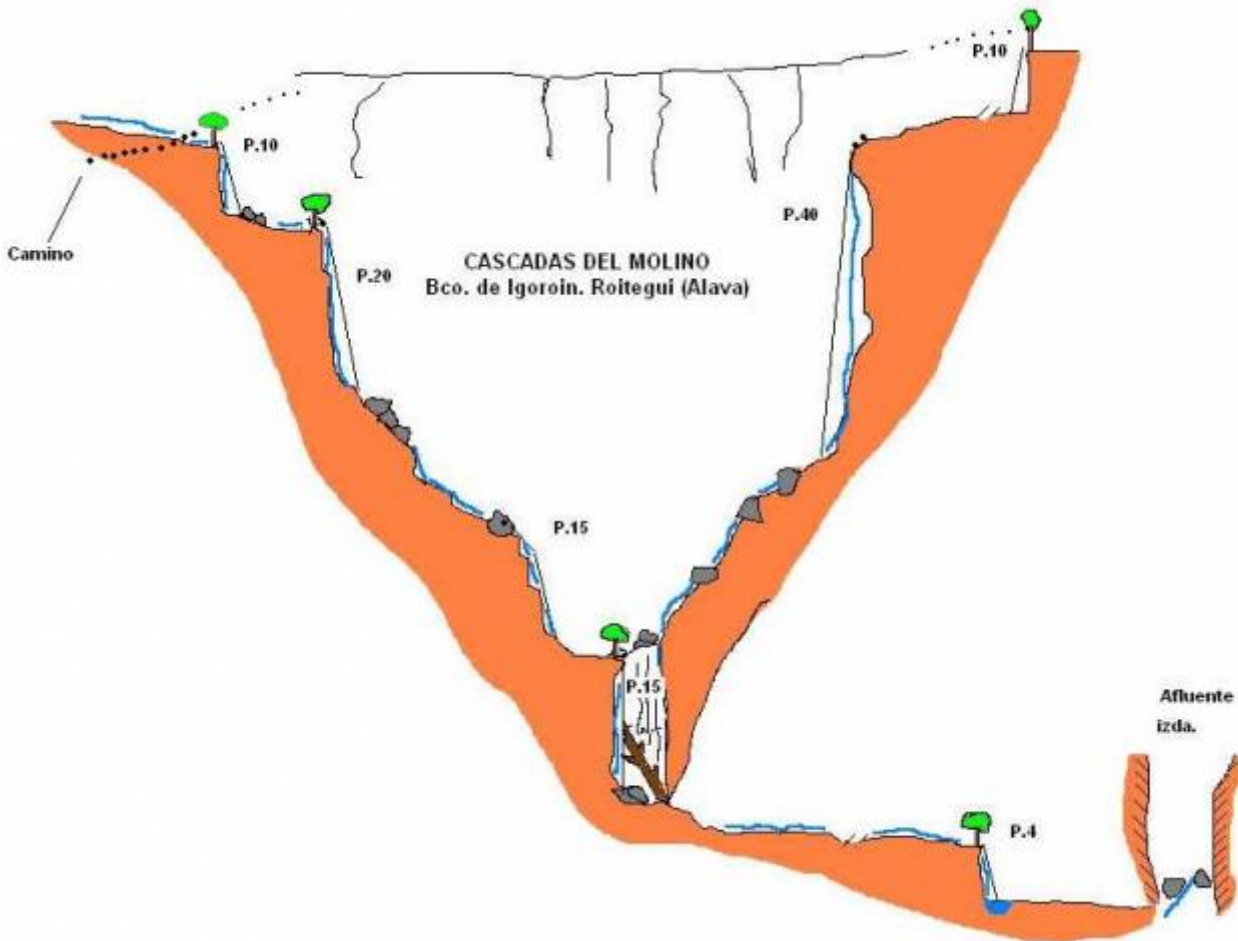 P.10
P.10
Camino
P.20
P.40
CASCADAS DEL MOLINO
Bco. de Igoroin. Roitegui (Alava)
P.15
P.15
Afluente
izda.
P.4